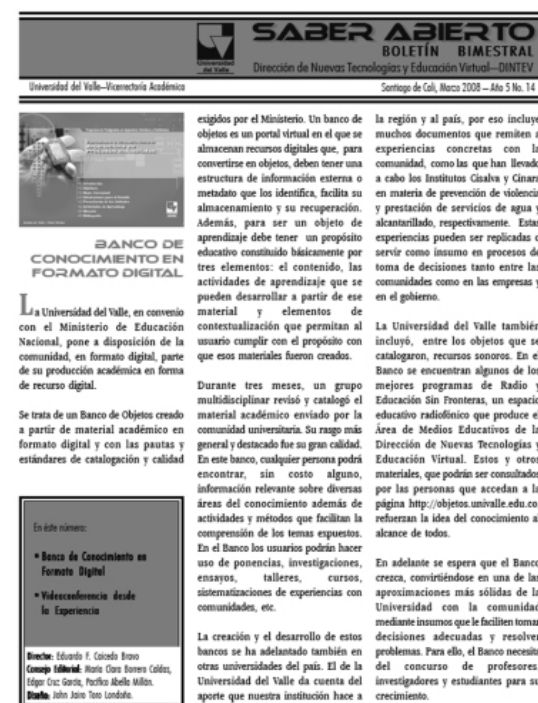 SABER ABIERTO
BOLETÍN BIMESTRAL
Dirección de Nuevas Tecnologías y Educación Virtual—DINTEV
Universidad
del Valle
Universidad del Valle—Vicerrectoría Académica
Santiago de Cali, Marzo 2008 – Año 5 No. 14
BANCO DE
CONOCIMIENTO EN
FORMATO DIGITAL
La Universidad del Valle, en convenio
con el Ministerio de Educación
Nacional, pone a disposición de la
comunidad, en formato digital, parte
de su producción académica en forma
de recurso digital.
Se trata de un Banco de Objetos creado
a partir de material académico en
formato digital y con las pautas y
estándares de catalogación y calidad
En éste número:
• Banco de Conocimiento en
Formato Digital
• Videoconferencia desde
la Experiencia
Director: Eduardo F. Caicedo Bravo
Consejo Editorial: María Clara Borrero Caldas,
Edgar Cruz García, Pacífico Abella Millán.
Diseño: John Jairo Toro Londoño.
exigidos por el Ministerio. Un banco de
objetos es un portal virtual en el que se
almacenan recursos digitales que, para
convertirse en objetos, deben tener una
estructura de información externa o
metadato que los identifica, facilita su
almacenamiento y su recuperación.
Además, para ser un objeto de
aprendizaje debe tener un propósito
educativo constituido básicamente por
tres elementos: el contenido, las
actividades de aprendizaje que se
pueden desarrollar a partir de ese
material y elementos de
contextualización que permitan al
usuario cumplir con el propósito con
que esos materiales fueron creados.
Durante tres meses, un grupo
multidisciplinar revisó y catalogó el
material académico enviado por la
comunidad universitaria. Su rasgo más
general y destacado fue su gran calidad.
En este banco, cualquier persona podrá
encontrar, sin costo alguno,
información relevante sobre diversas
áreas del conocimiento además de
actividades y métodos que facilitan la
comprensión de los temas expuestos.
En el Banco los usuarios podrán hacer
uso de ponencias, investigaciones,
ensayos, talleres, cursos,
sistematizaciones de experiencias con
comunidades, etc.
La creación y el desarrollo de estos
bancos se ha adelantado también en
otras universidades del país. El de la
Universidad del Valle da cuenta del
aporte que nuestra institución hace a
la región y al país, por eso incluye
muchos documentos que remiten a
experiencias concretas con la
comunidad, como las que han llevado
a cabo los Institutos Cisalva y Cinara
en materia de prevención de violencia
y prestación de servicios de agua y
alcantarillado, respectivamente. Estas
experiencias pueden ser replicadas o
servir como insumo en procesos de
toma de decisiones tanto entre las
comunidades como en las empresas y
en el gobierno.
La Universidad del Valle también
incluyó, entre los objetos que se
catalogaron, recursos sonoros. En el
Banco se encuentran algunos de los
mejores programas de Radio y
Educación Sin Fronteras, un espacio
educativo radiofónico que produce el
Área de Medios Educativos de la
Dirección de Nuevas Tecnologías y
Educación Virtual. Estos y otros
materiales, que podrán ser consultados
por las personas que accedan a la
página http://objetos.univalle.edu.co,
refuerzan la idea del conocimiento al
alcance de todos.
En adelante se espera que el Banco
crezca, convirtiéndose en una de las
aproximaciones más sólidas de la
Universidad con la comunidad
mediante insumos que le faciliten tomar
decisiones adecuadas y resolver
problemas. Para ello, el Banco necesita
del concurso de profesores,
investigadores y estudiantes para su
crecimiento.